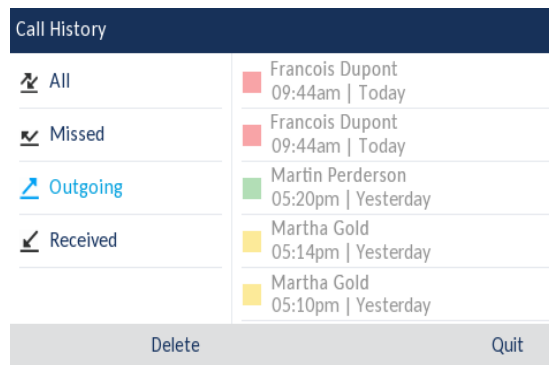 Call History
All
Missed
Outgoing
Received
Francois Dupont
09:44am | Today
Francois Dupont
09:44am | Today
Martin Perderson
05:20pm | Yesterday
Martha Gold
05:14pm | Yesterday
Martha Gold
05:10pm | Yesterday
Delete
Quit